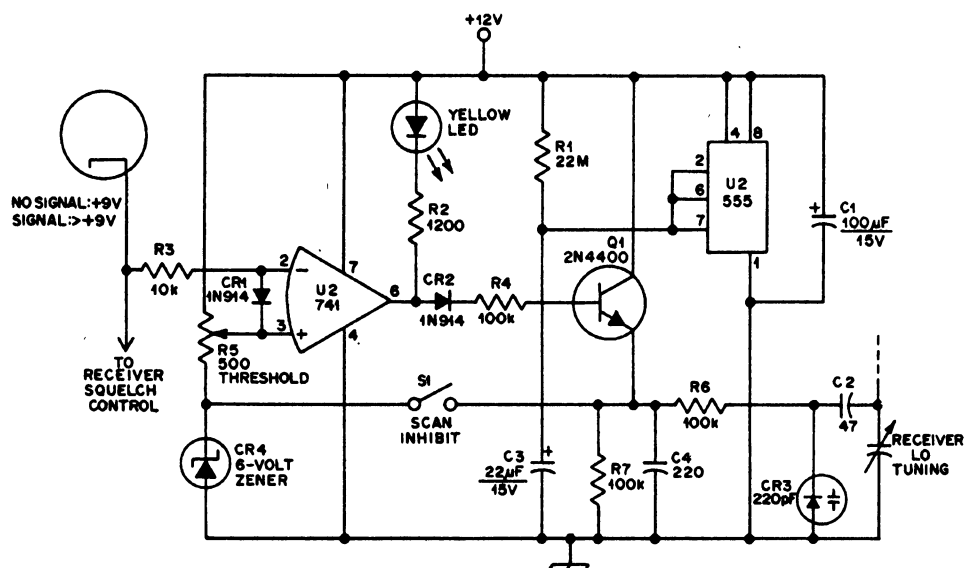 +12V
YELLOW
LED
R1
22M
4
8
2
6
7
U2
555
1
C1
100µF
15V
NO SIGNAL:+9V
SIGNAL:>+9V
R2
1200
R3
10k
CR1
1N914
2
-
7
U2
741
6
3
+
4
CR2
1N914
R4
100k
Q1
2N4400
R5
500
THRESHOLD
TO
RECEIVER
SQUELCH
CONTROL
S1
SCAN
INHIBIT
R6
100k
C2
47
CR4
6-VOLT
ZENER
C3
+
22µF
15V
R7
100k
C4
220
CR3
220pF
RECEIVER
LO
TUNING
+